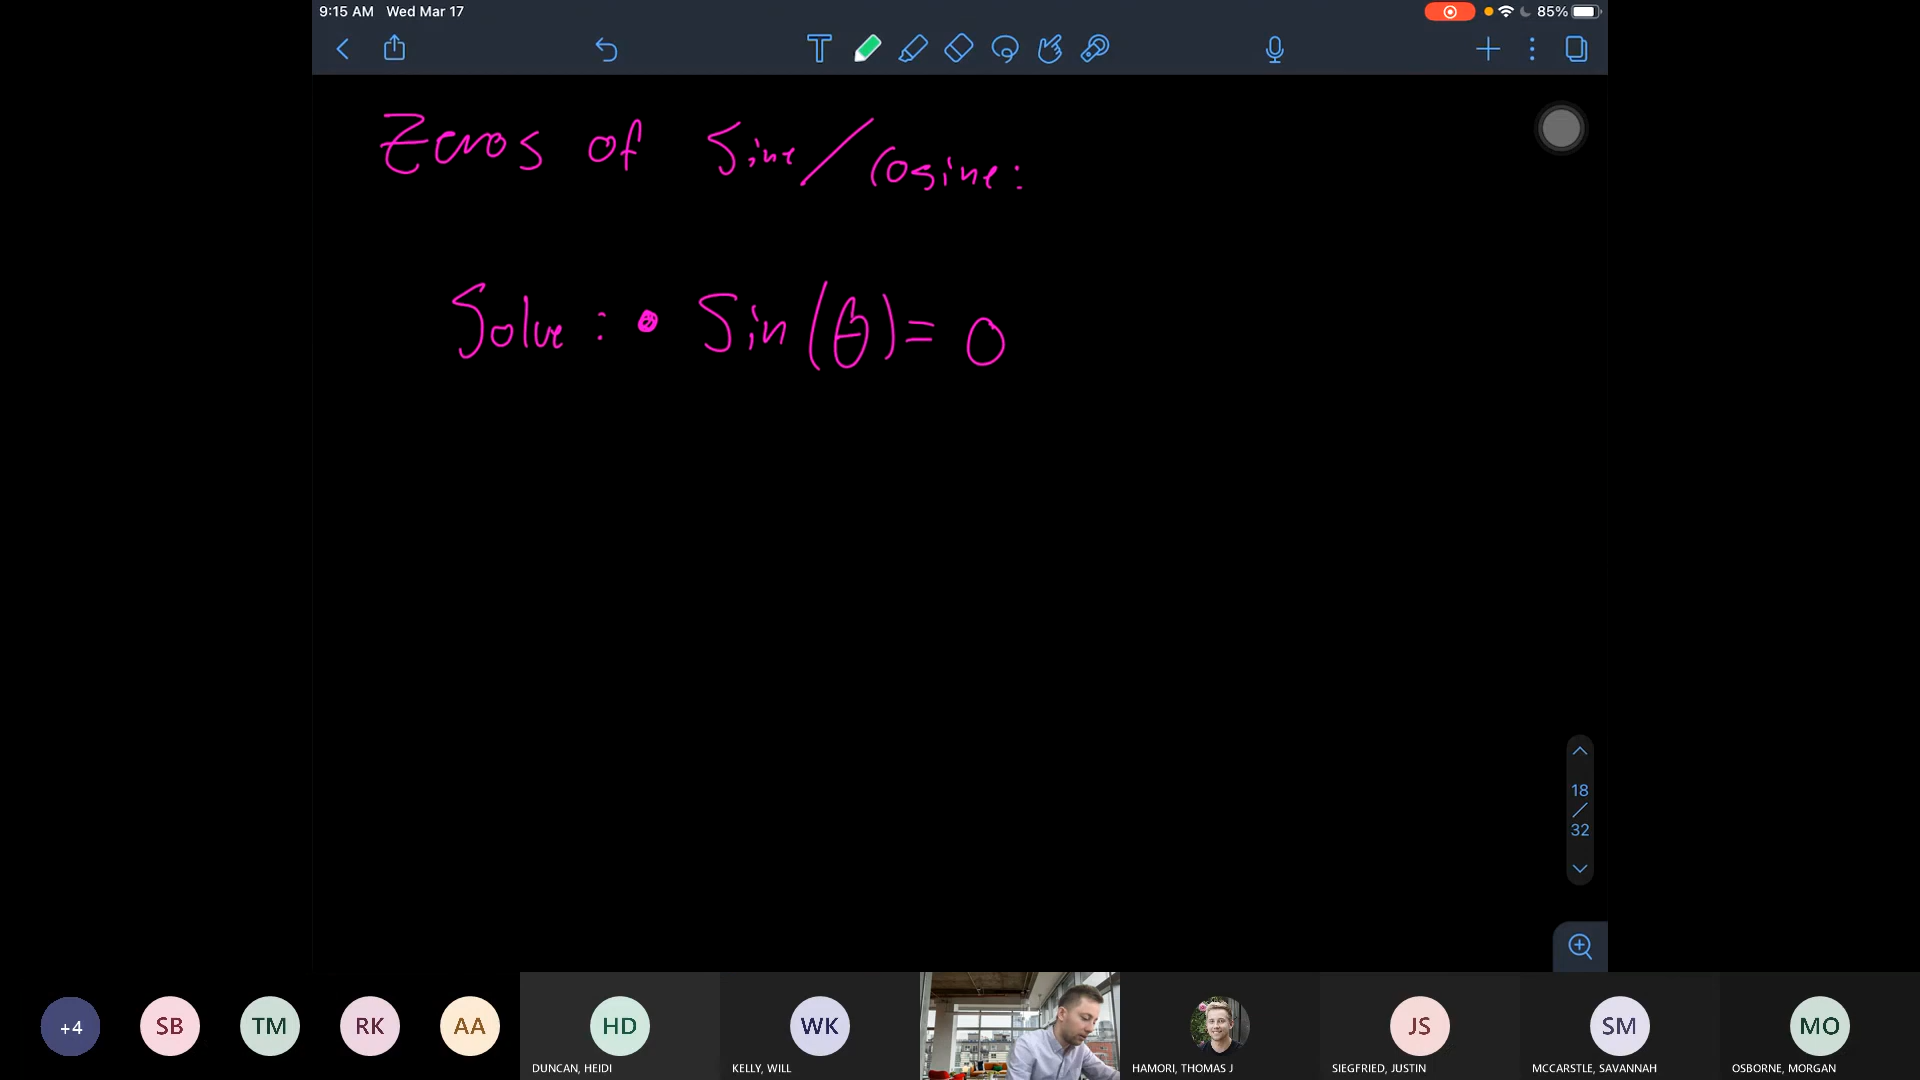 9:15 AM Wed Mar 17
85%
Zeros of Sine/Cosine:
Solve: • Sin(θ)= 0
18
/
32
+4
SB
TM
RK
AA
HD
DUNCAN, HEIDI
WK
KELLY, WILL
HAMORI, THOMAS J
JS
SIEGFRIED, JUSTIN
SM
MCCARSTLE, SAVANNAH
MO
OSBORNE, MORGAN